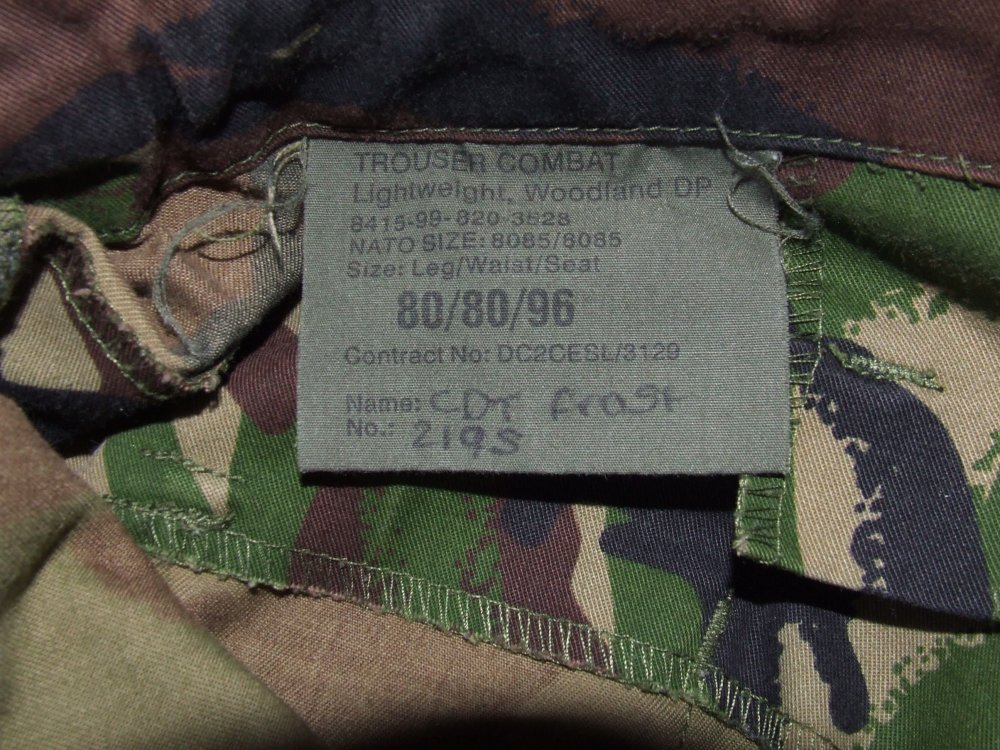 TROUSER COMBAT
Lightweight, Woodland DP
8415-99-820-3528
NATO SIZE: 8085/8085
Size: Leg/Waist/Seat
80/80/96
Contract No: DC2CESL/3129
Name: CDT Frost
No.: 2195